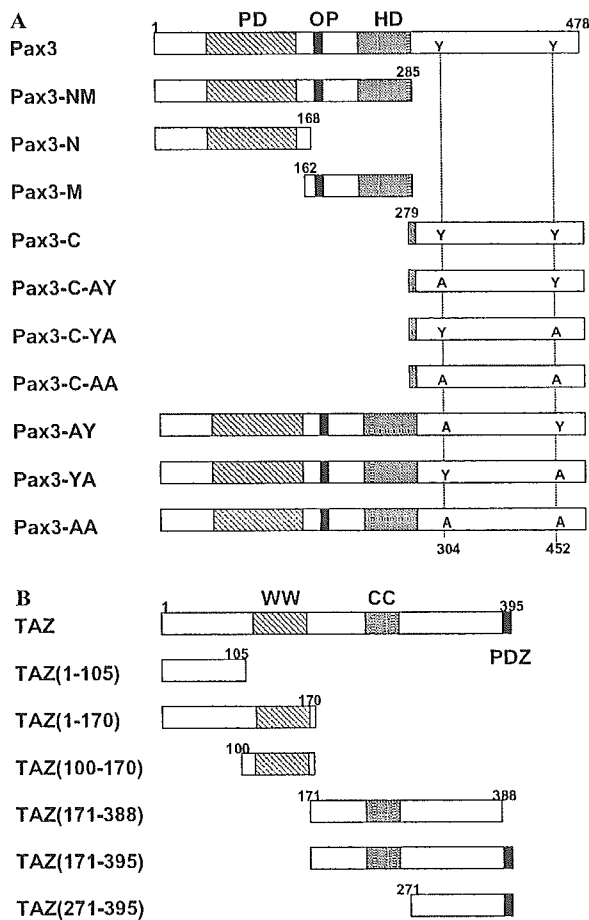 A
PD OP HD
1 478
Pax3 Y Y
285
Pax3-NM
168
Pax3-N
162
Pax3-M
279
Pax3-C Y Y
Pax3-C-AY A Y
Pax3-C-YA Y A
Pax3-C-AA A A
Pax3-AY A Y
Pax3-YA Y A
Pax3-AA A A
304 452
B
WW CC
1 395
TAZ
PDZ
105
TAZ(1-105)
170
TAZ(1-170)
100
TAZ(100-170)
171 388
TAZ(171-388)
TAZ(171-395)
271
TAZ(271-395)